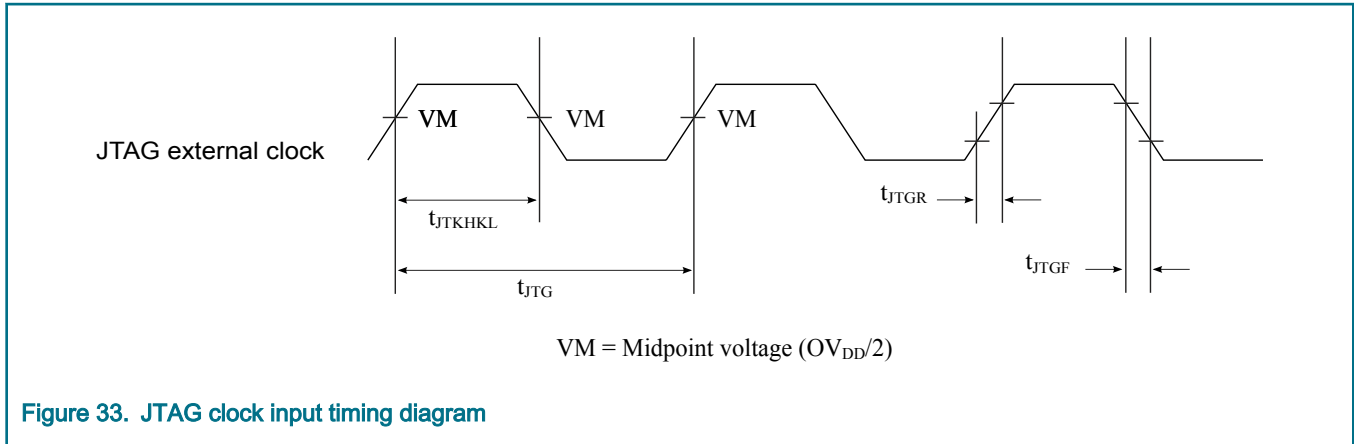 VM VM VM
JTAG external clock
tJTKHKL
tJTGR
tJTGF
tJTG
VM = Midpoint voltage (OVDD/2)
Figure 33. JTAG clock input timing diagram